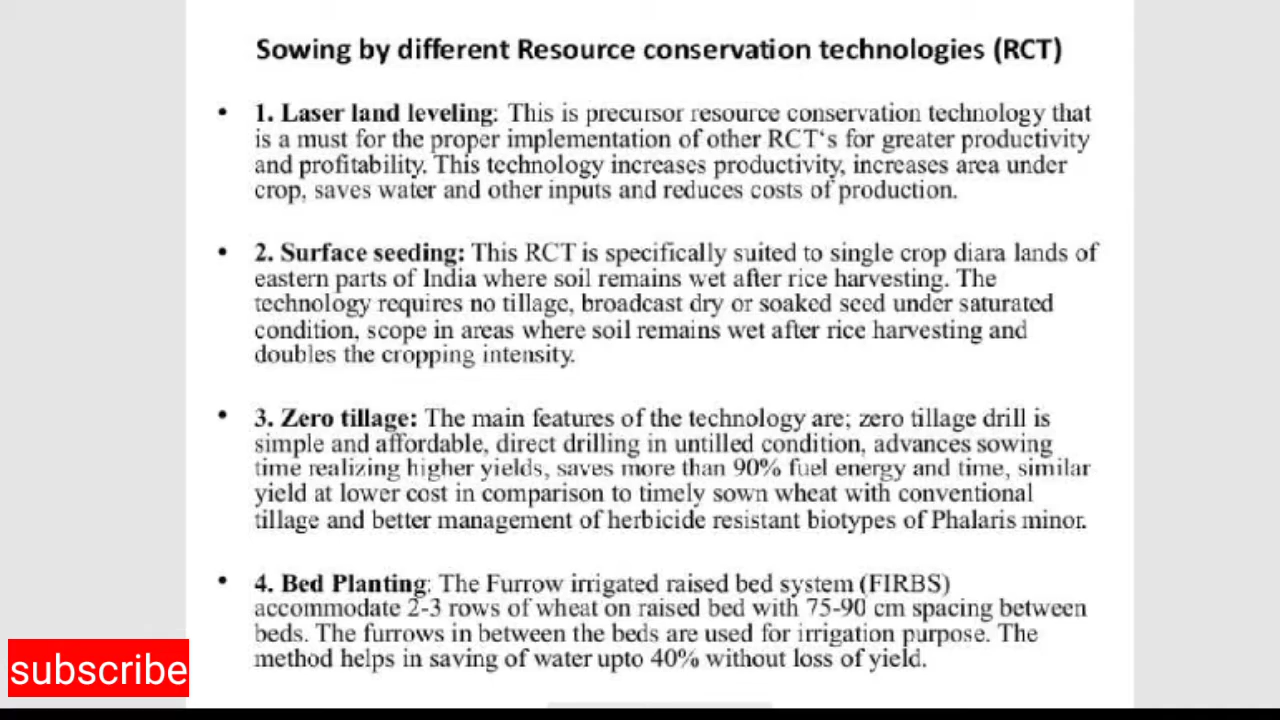 Sowing by different Resource conservation technologies (RCT)
• 1. Laser land leveling: This is precursor resource conservation technology that
is a must for the proper implementation of other RCT‘s for greater productivity
and profitability. This technology increases productivity, increases area under
crop, saves water and other inputs and reduces costs of production.
• 2. Surface seeding: This RCT is specifically suited to single crop diara lands of
eastern parts of India where soil remains wet after rice harvesting. The
technology requires no tillage, broadcast dry or soaked seed under saturated
condition, scope in areas where soil remains wet after rice harvesting and
doubles the cropping intensity.
• 3. Zero tillage: The main features of the technology are; zero tillage drill is
simple and affordable, direct drilling in untilled condition, advances sowing
time realizing higher yields, saves more than 90% fuel energy and time, similar
yield at lower cost in comparison to timely sown wheat with conventional
tillage and better management of herbicide resistant biotypes of Phalaris minor.
• 4. Bed Planting: The Furrow irrigated raised bed system (FIRBS)
accommodate 2-3 rows of wheat on raised bed with 75-90 cm spacing between
beds. The furrows in between the beds are used for irrigation purpose. The
method helps in saving of water upto 40% without loss of yield.
subscribe